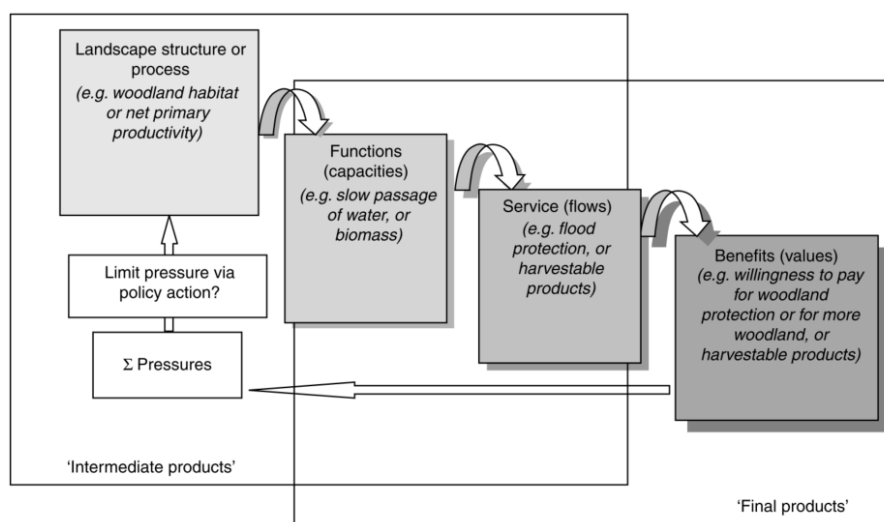 Landscape structure or
process
(e.g. woodland habitat
or net primary
productivity)
Functions
(capacities)
(e.g. slow passage
of water, or
biomass)
Service (flows)
(e.g. flood
protection, or
harvestable
products)
Benefits (values)
(e.g. willingness to pay
for woodland
protection or for more
woodland, or
harvestable products)
Limit pressure via
policy action?
Σ Pressures
‘Intermediate products’
‘Final products’